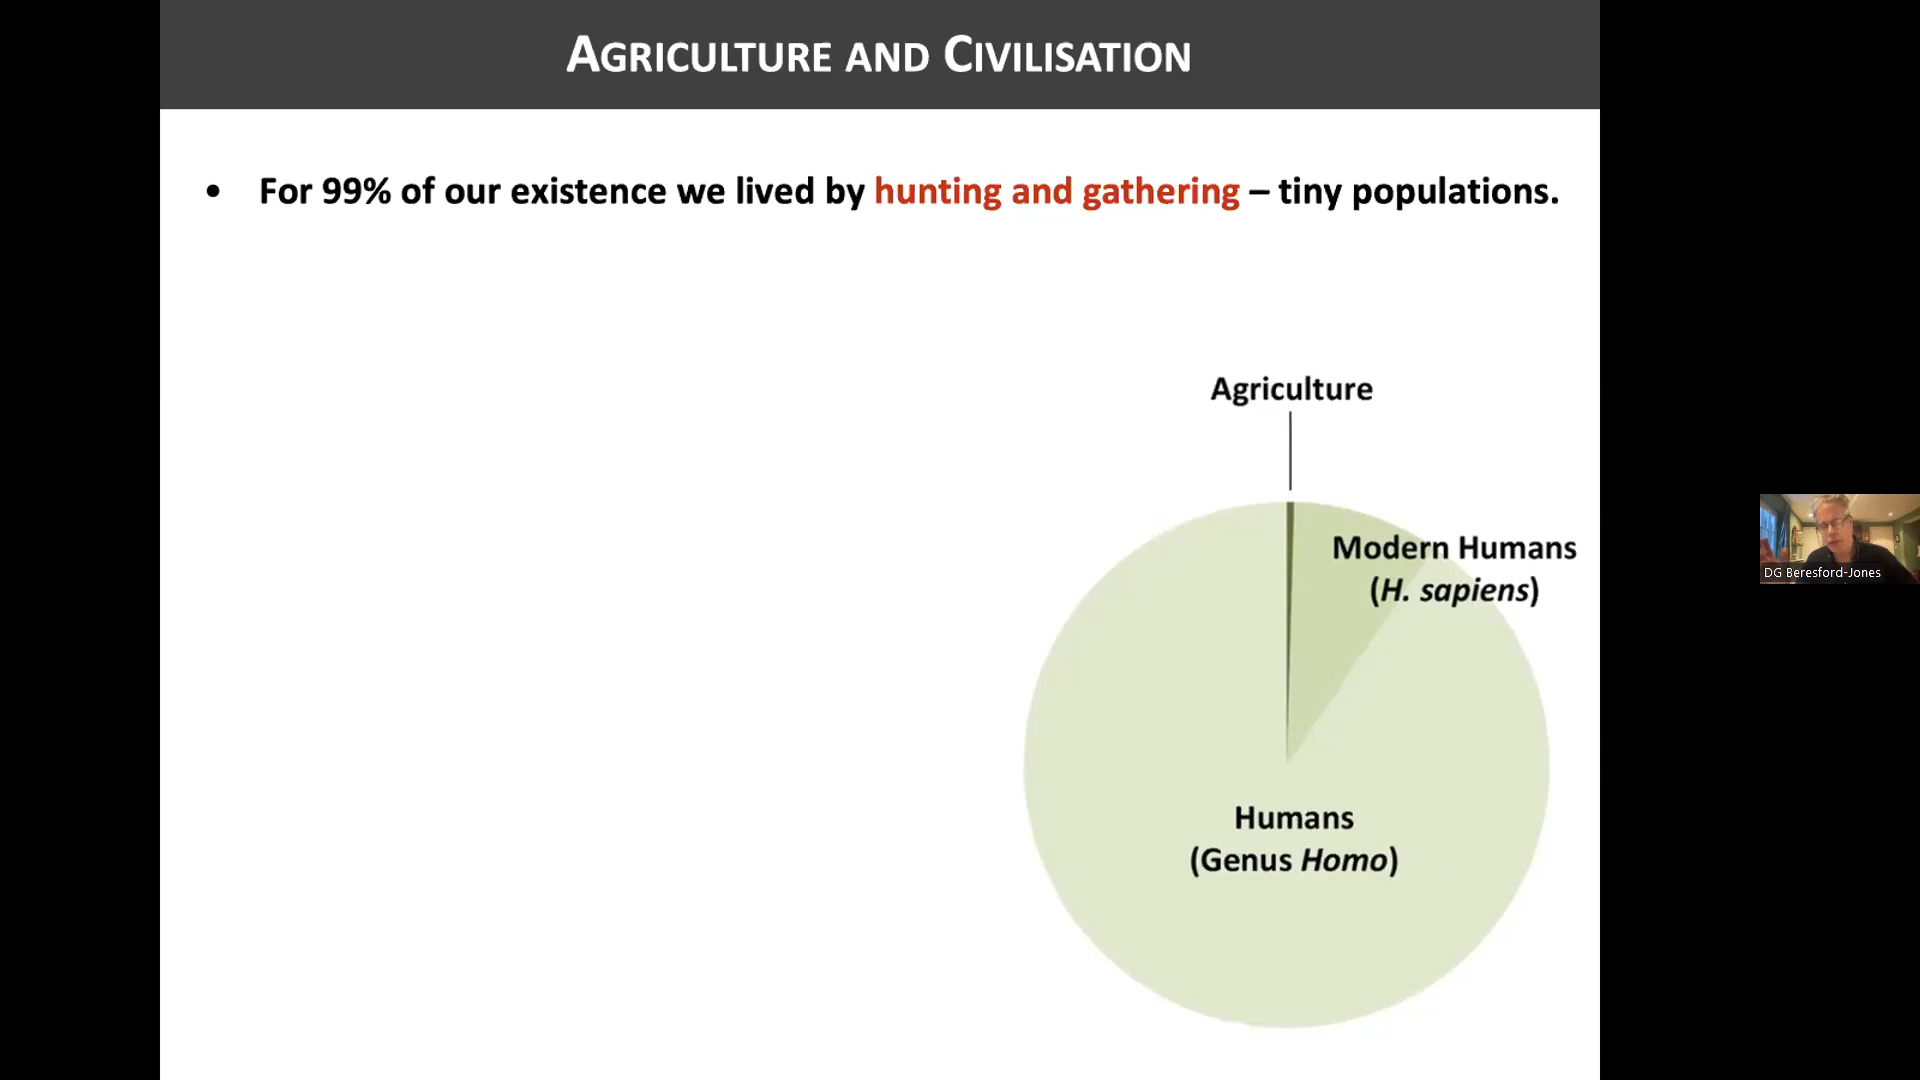 AGRICULTURE AND CIVILISATION
• For 99% of our existence we lived by hunting and gathering – tiny populations.
Agriculture
Modern Humans
(H. sapiens)
Humans
(Genus Homo)
DG Beresford-Jones